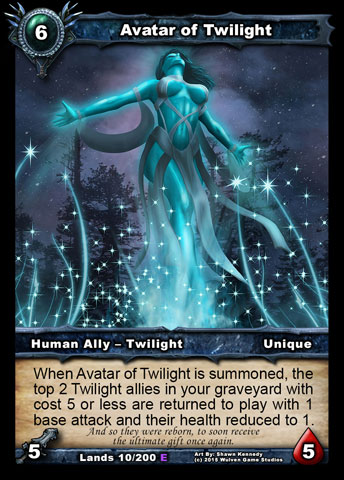 6
Avatar of Twilight
Human Ally – Twilight Unique
When Avatar of Twilight is summoned, the
top 2 Twilight allies in your graveyard with
cost 5 or less are returned to play with 1
base attack and their health reduced to 1.
And so they were reborn, to soon receive
the ultimate gift once again.
5
5
Lands 10/200 E
Art By: Shawn Kennedy
(c) 2015 Wulven Game Studios